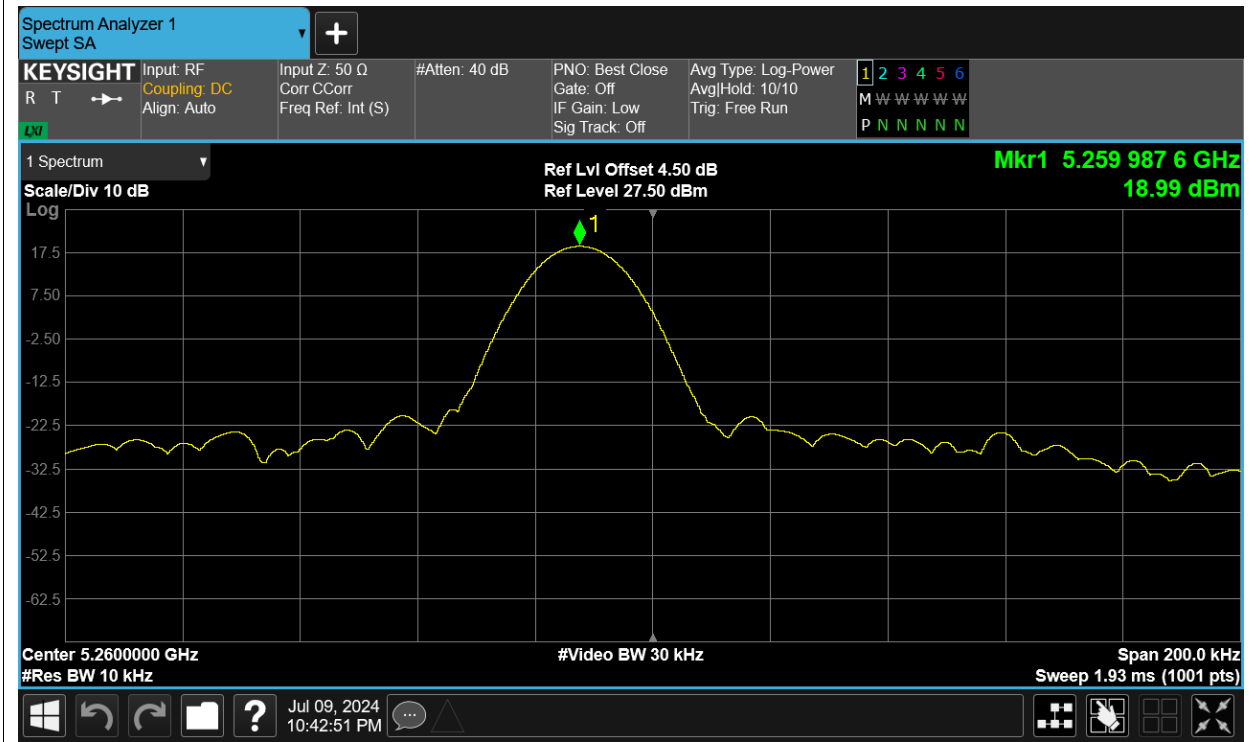 Spectrum Analyzer 1
Swept SA
KEYSIGHT
R T
LXI
Input: RF
Coupling: DC
Align: Auto
Input Z: 50 Ω
Corr CCorr
Freq Ref: Int (S)
#Atten: 40 dB
PNO: Best Close
Gate: Off
IF Gain: Low
Sig Track: Off
Avg Type: Log-Power
Avg|Hold: 10/10
Trig: Free Run
1 2 3 4 5 6
M W W W W W
P N N N N N
1 Spectrum
Scale/Div 10 dB
Log
Ref Lvl Offset 4.50 dB
Ref Level 27.50 dBm
Mkr1 5.259 987 6 GHz
18.99 dBm
1
17.5
7.50
-2.50
-12.5
-22.5
-32.5
-42.5
-52.5
-62.5
Center 5.2600000 GHz
#Res BW 10 kHz
#Video BW 30 kHz
Span 200.0 kHz
Sweep 1.93 ms (1001 pts)
?
Jul 09, 2024
10:42:51 PM